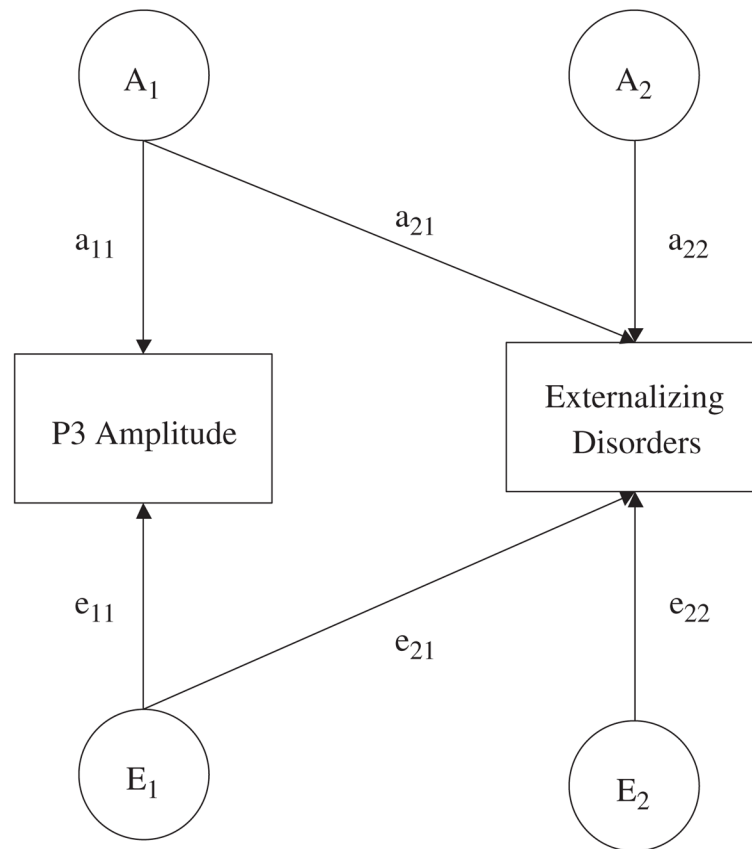 A₁
A₂
a₂₁
a₁₁
a₂₂
P3 Amplitude
Externalizing
Disorders
e₁₁
e₂₁
e₂₂
E₁
E₂